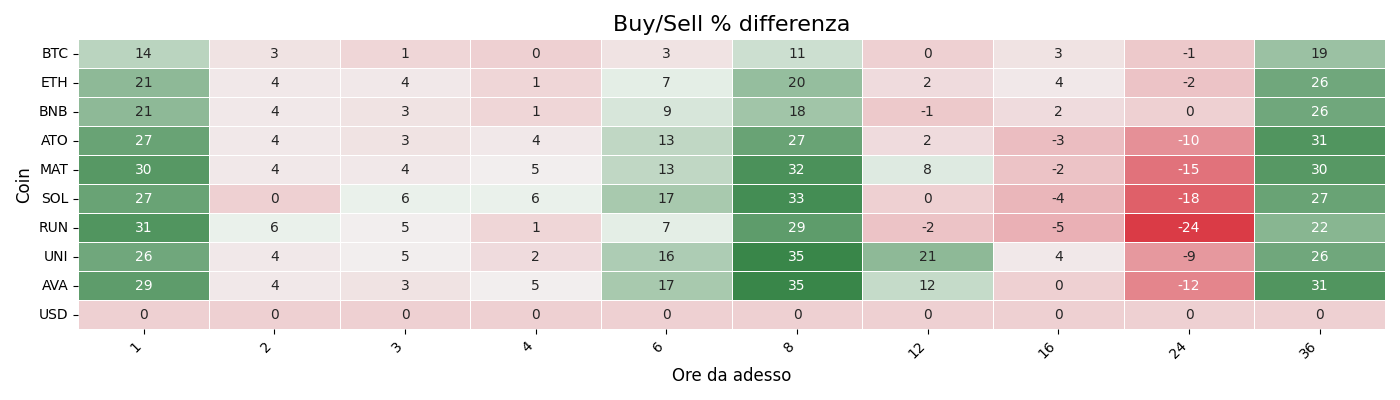 Buy/Sell % differenza
Coin
BTC 14 3 1 0 3 11 0 3 -1 19
ETH 21 4 4 1 7 20 2 4 -2 26
BNB 21 4 3 1 9 18 -1 2 0 26
ATO 27 4 3 4 13 27 2 -3 -10 31
MAT 30 4 4 5 13 32 8 -2 -15 30
SOL 27 0 6 6 17 33 0 -4 -18 27
RUN 31 6 5 1 7 29 -2 -5 -24 22
UNI 26 4 5 2 16 35 21 4 -9 26
AVA 29 4 3 5 17 35 12 0 -12 31
USD 0 0 0 0 0 0 0 0 0 0
1 2 3 4 6 8 12 16 24 36
Ore da adesso